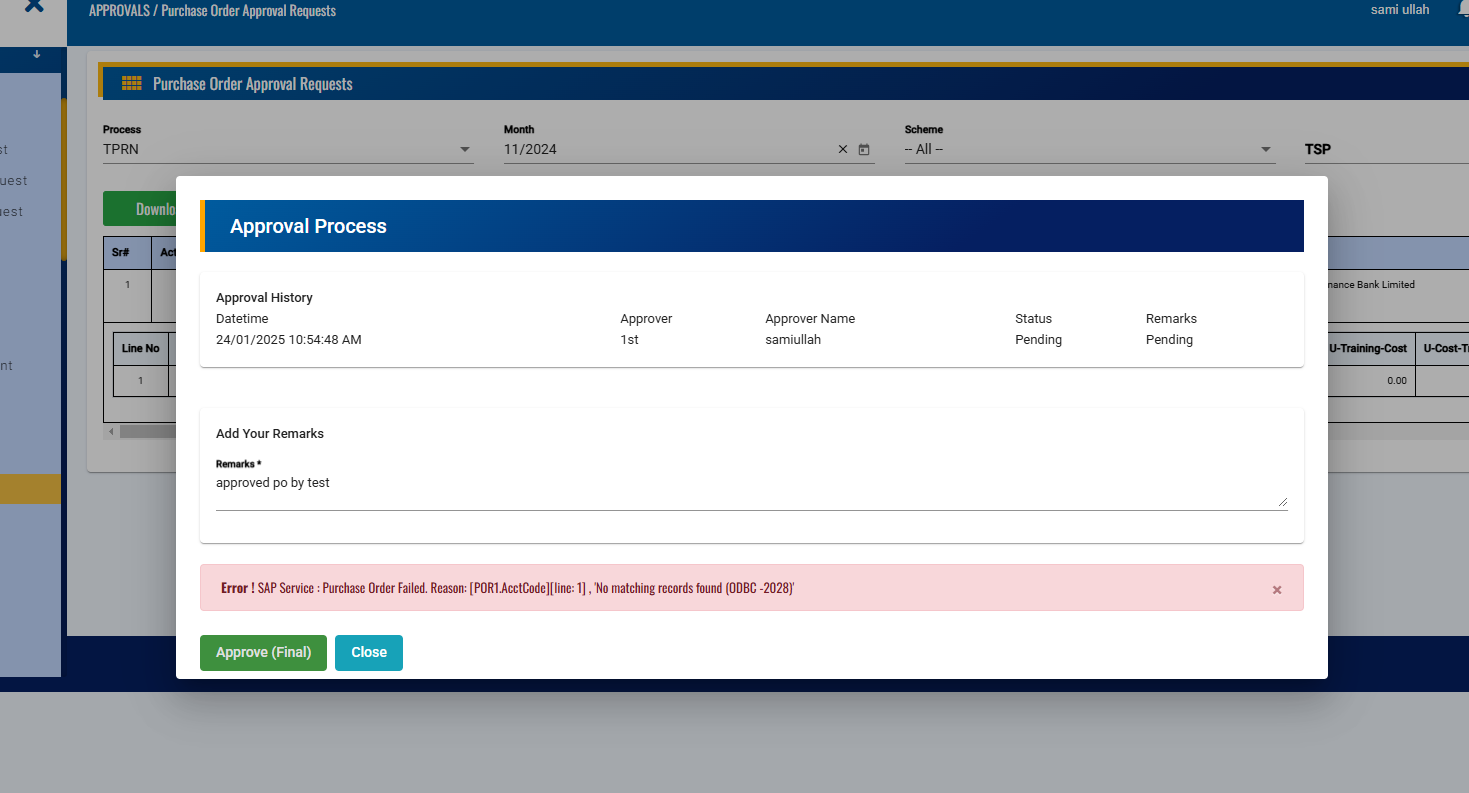 APPROVALS / Purchase Order Approval Requests
sami ullah
Purchase Order Approval Requests
Process
Month
Scheme
TPRN
11/2024
-- All --
TSP
Downlo
Approval Process
Sr#
Act
1
nance Bank Limited
Approval History
Datetime
Approver
Approver Name
Status
Remarks
24/01/2025 10:54:48 AM
1st
samiullah
Pending
Pending
st
uest
est
nt
Line No
U-Training-Cost
U-Cost-T
1
0.00
Add Your Remarks
Remarks *
approved po by test
Error ! SAP Service : Purchase Order Failed. Reason: [POR1.AcctCode][line: 1] , 'No matching records found (ODBC -2028)'
Approve (Final)
Close